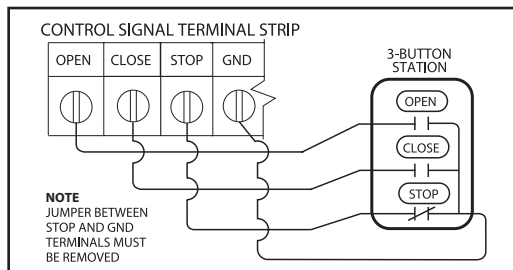 CONTROL SIGNAL TERMINAL STRIP
OPEN CLOSE STOP GND
3-BUTTON
STATION
OPEN
CLOSE
STOP
NOTE
JUMPER BETWEEN
STOP AND GND
TERMINALS MUST
BE REMOVED